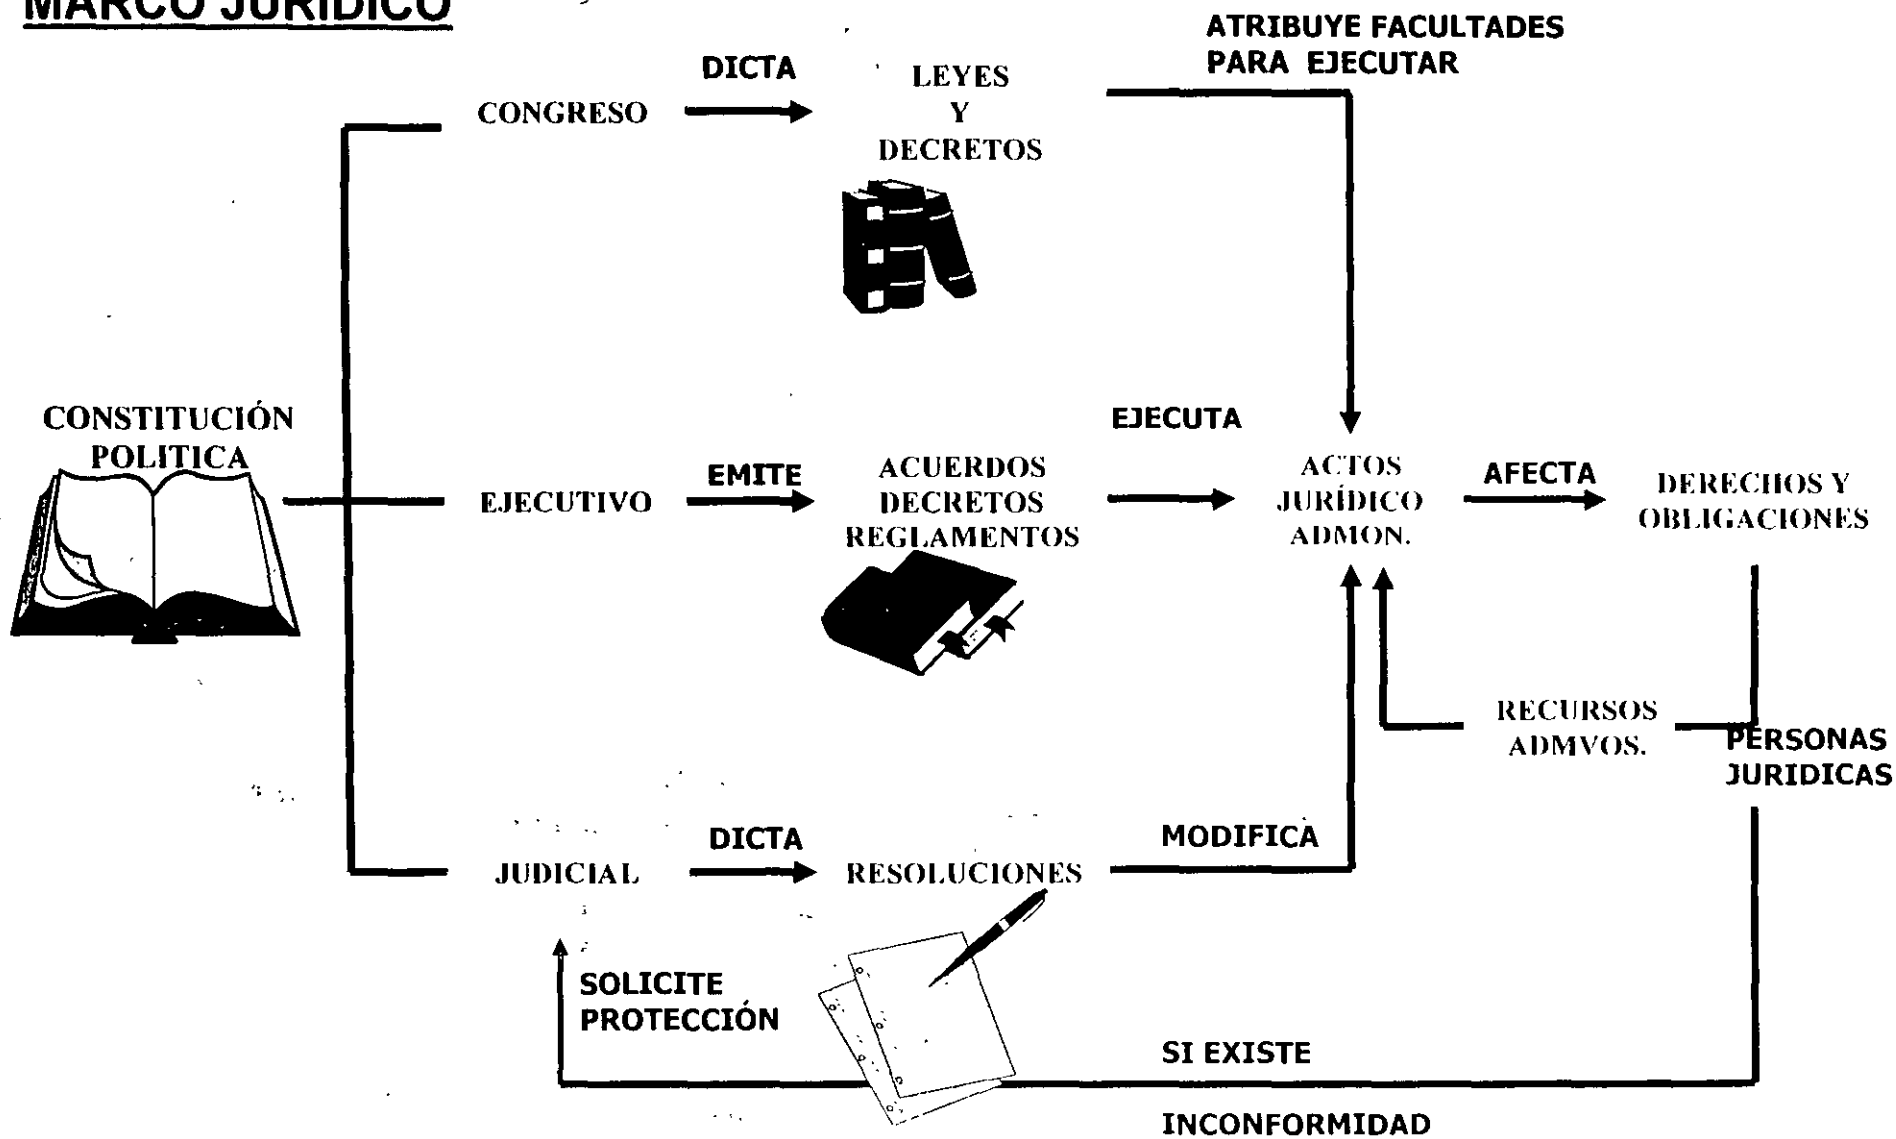 MARCO JURÍDICO
ATRIBUYE FACULTADES
PARA EJECUTAR
DICTA
LEYES
Y
DECRETOS
CONGRESO
CONSTITUCIÓN
POLITICA
EJECUTIVO
EMITE
ACUERDOS
DECRETOS
REGLAMENTOS
EJECUTA
ACTOS
JURÍDICO
ADMON.
AFECTA
DERECHOS Y
OBLIGACIONES
RECURSOS
ADMVOS.
PERSONAS
JURIDICAS
JUDICIAL
DICTA
RESOLUCIONES
MODIFICA
SOLICITE
PROTECCIÓN
SI EXISTE
INCONFORMIDAD